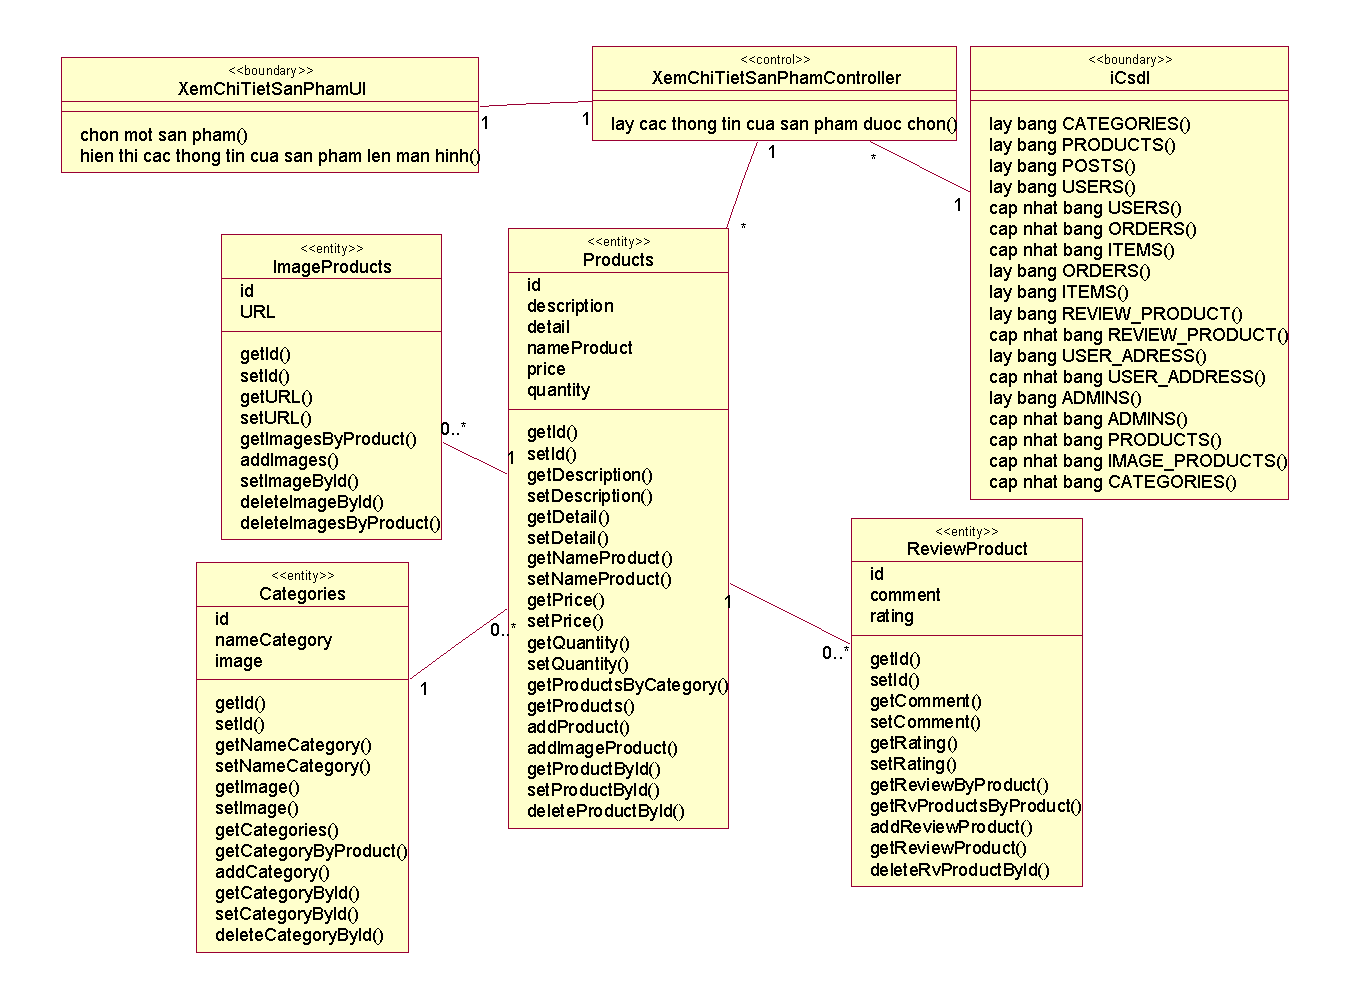 <<boundary>>
XemChiTietSanPhamUI
chon mot san pham()
hien thi cac thong tin cua san pham len man hinh()
1
1
<<control>>
XemChiTietSanPhamController
lay cac thong tin cua san pham duoc chon()
1
*
*
1
<<boundary>>
iCsdl
lay bang CATEGORIES()
lay bang PRODUCTS()
lay bang POSTS()
lay bang USERS()
cap nhat bang USERS()
cap nhat bang ORDERS()
cap nhat bang ITEMS()
lay bang ORDERS()
lay bang ITEMS()
lay bang REVIEW_PRODUCT()
cap nhat bang REVIEW_PRODUCT()
lay bang USER_ADRESS()
cap nhat bang USER_ADDRESS()
lay bang ADMINS()
cap nhat bang ADMINS()
cap nhat bang PRODUCTS()
cap nhat bang IMAGE_PRODUCTS()
cap nhat bang CATEGORIES()
<<entity>>
ImageProducts
id
URL
getId()
setId()
getURL()
setURL()
getImagesByProduct()
addImages()
setImageById()
deleteImageById()
deleteImagesByProduct()
0..*
1
<<entity>>
Products
id
description
detail
nameProduct
price
quantity
getId()
setId()
getDescription()
setDescription()
getDetail()
setDetail()
getNameProduct()
setNameProduct()
getPrice()
setPrice()
getQuantity()
setQuantity()
getProductsByCategory()
getProducts()
addProduct()
addImageProduct()
getProductById()
setProductById()
deleteProductById()
<<entity>>
Categories
id
nameCategory
image
getId()
setId()
getNameCategory()
setNameCategory()
getImage()
setImage()
getCategories()
getCategoryByProduct()
addCategory()
getCategoryById()
setCategoryById()
deleteCategoryById()
0..*
1
1
0..*
<<entity>>
ReviewProduct
id
comment
rating
getId()
setId()
getComment()
setComment()
getRating()
setRating()
getReviewByProduct()
getRvProductsByProduct()
addReviewProduct()
getReviewProduct()
deleteRvProductById()